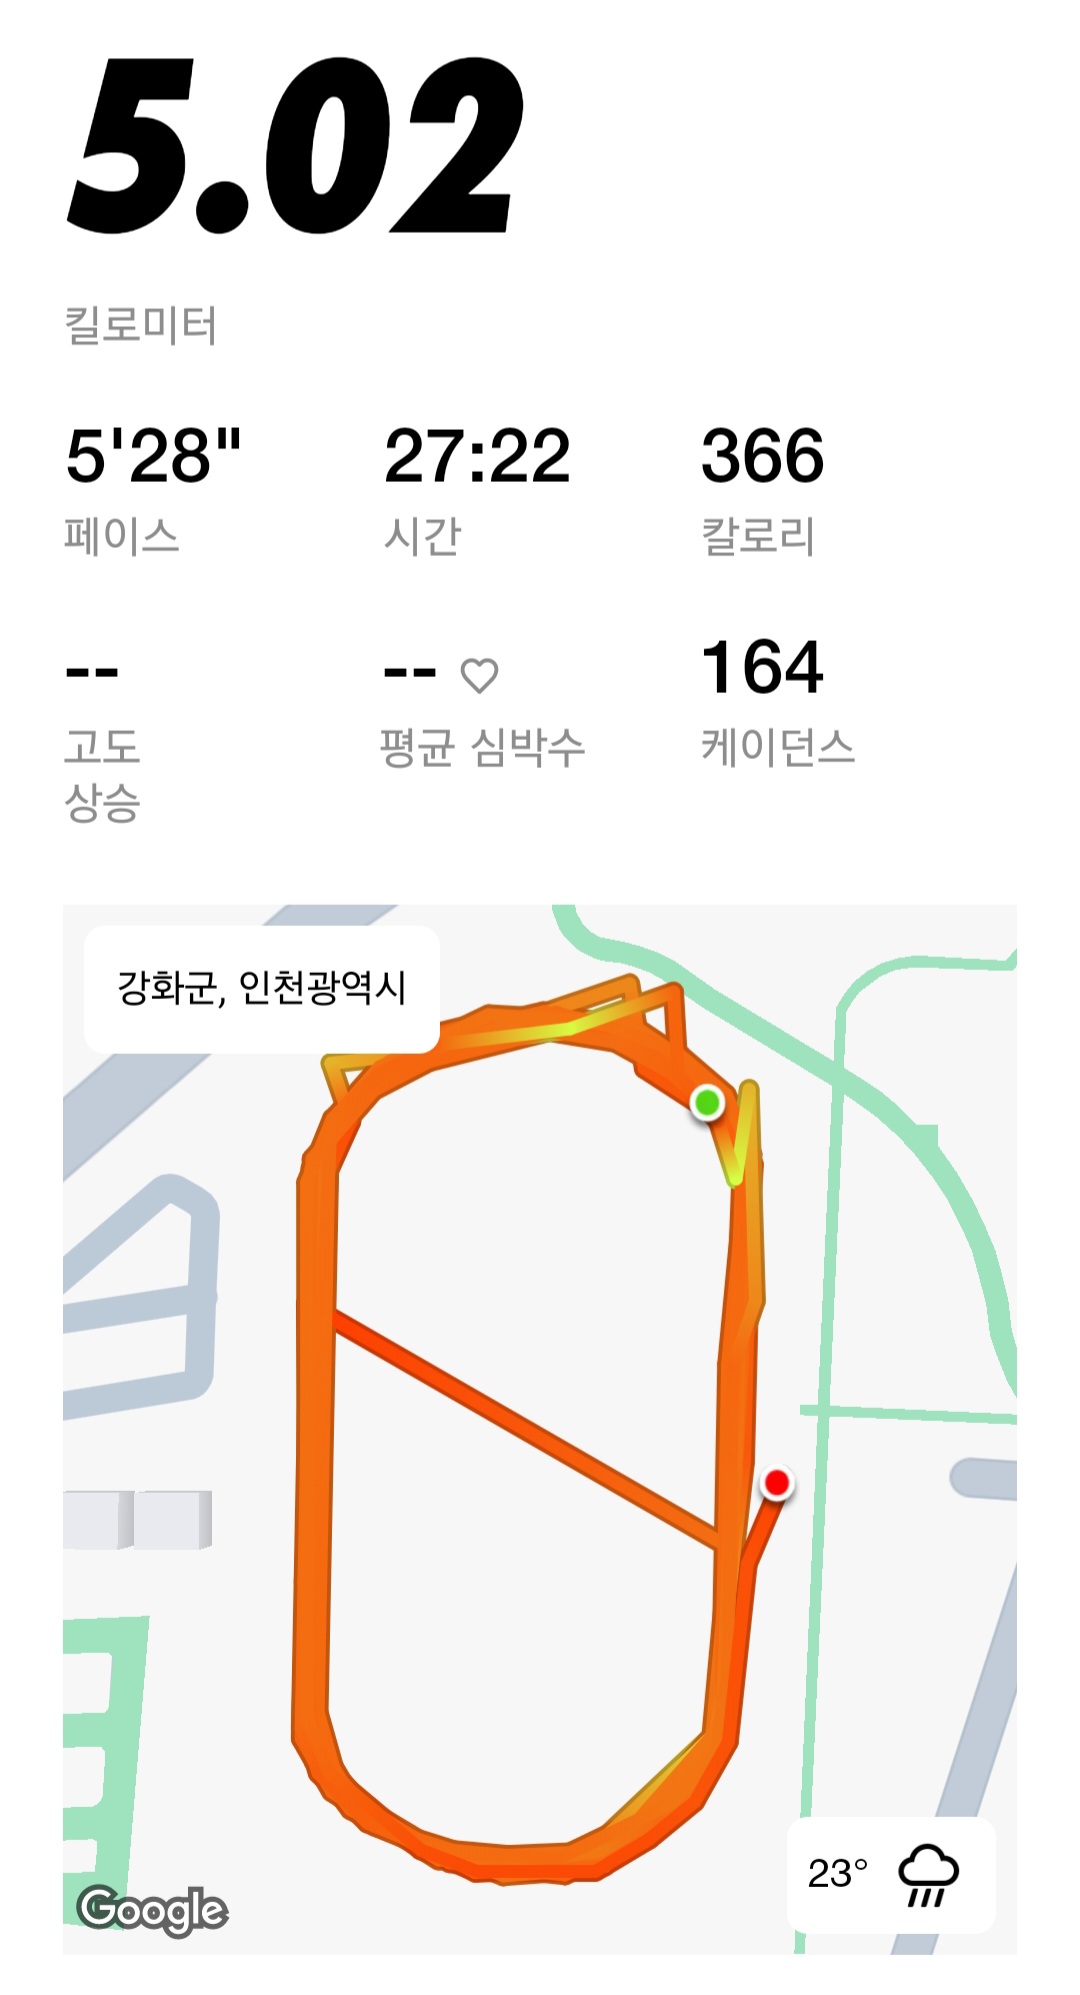 5.02
킬로미터
5'28" 27:22 366
페이스 시간 칼로리
-- -- 164
고도 평균 심박수 케이던스
상승
강화군, 인천광역시
23°
Google